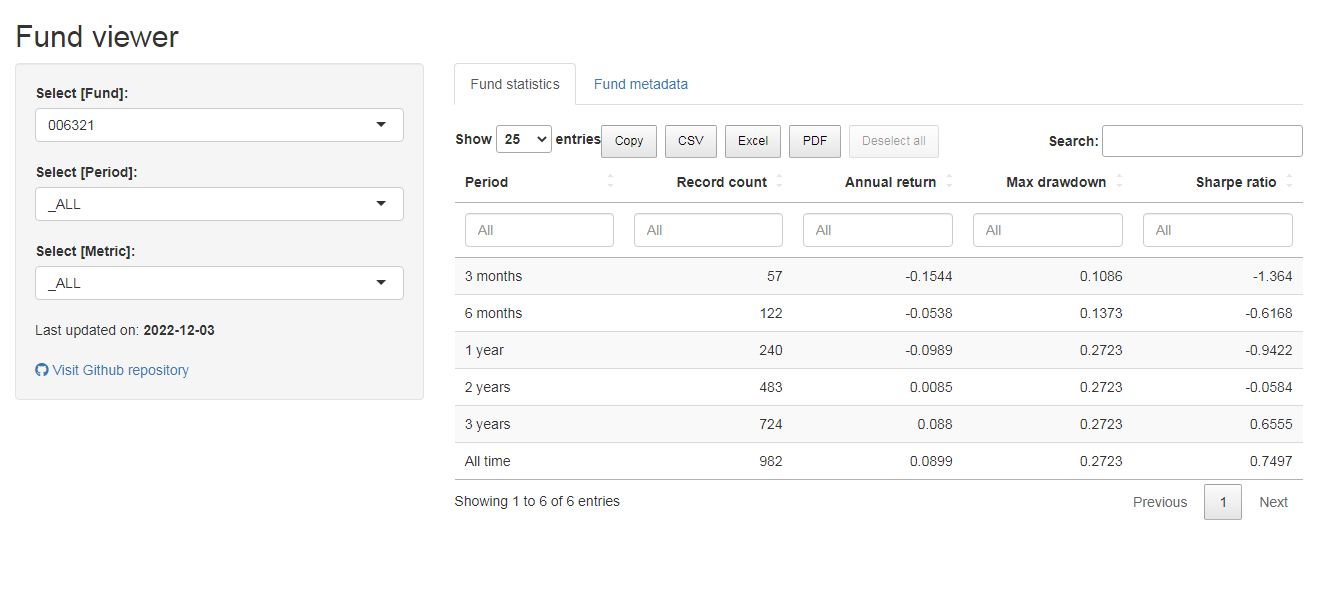 Fund viewer
Select [Fund]:
006321
Select [Period]:
_ALL
Select [Metric]:
_ALL
Last updated on: 2022-12-03
Visit Github repository
Fund statistics Fund metadata
Show 25 entries Copy CSV Excel PDF Deselect all Search:
Period Record count Annual return Max drawdown Sharpe ratio
All All All All All
3 months 57 -0.1544 0.1086 -1.364
6 months 122 -0.0538 0.1373 -0.6168
1 year 240 -0.0989 0.2723 -0.9422
2 years 483 0.0085 0.2723 -0.0584
3 years 724 0.088 0.2723 0.6555
All time 982 0.0899 0.2723 0.7497
Showing 1 to 6 of 6 entries Previous 1 Next